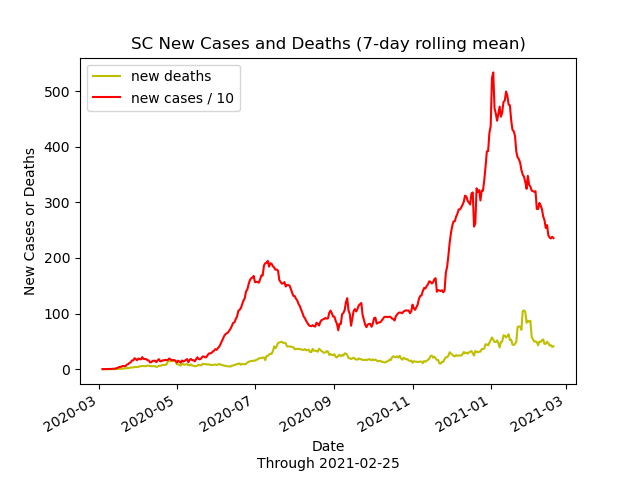 SC New Cases and Deaths (7-day rolling mean)
new deaths
new cases / 10
New Cases or Deaths
500
400
300
200
100
0
2020-03
2020-05
2020-07
2020-09
2020-11
2021-01
2021-03
Date
Through 2021-02-25